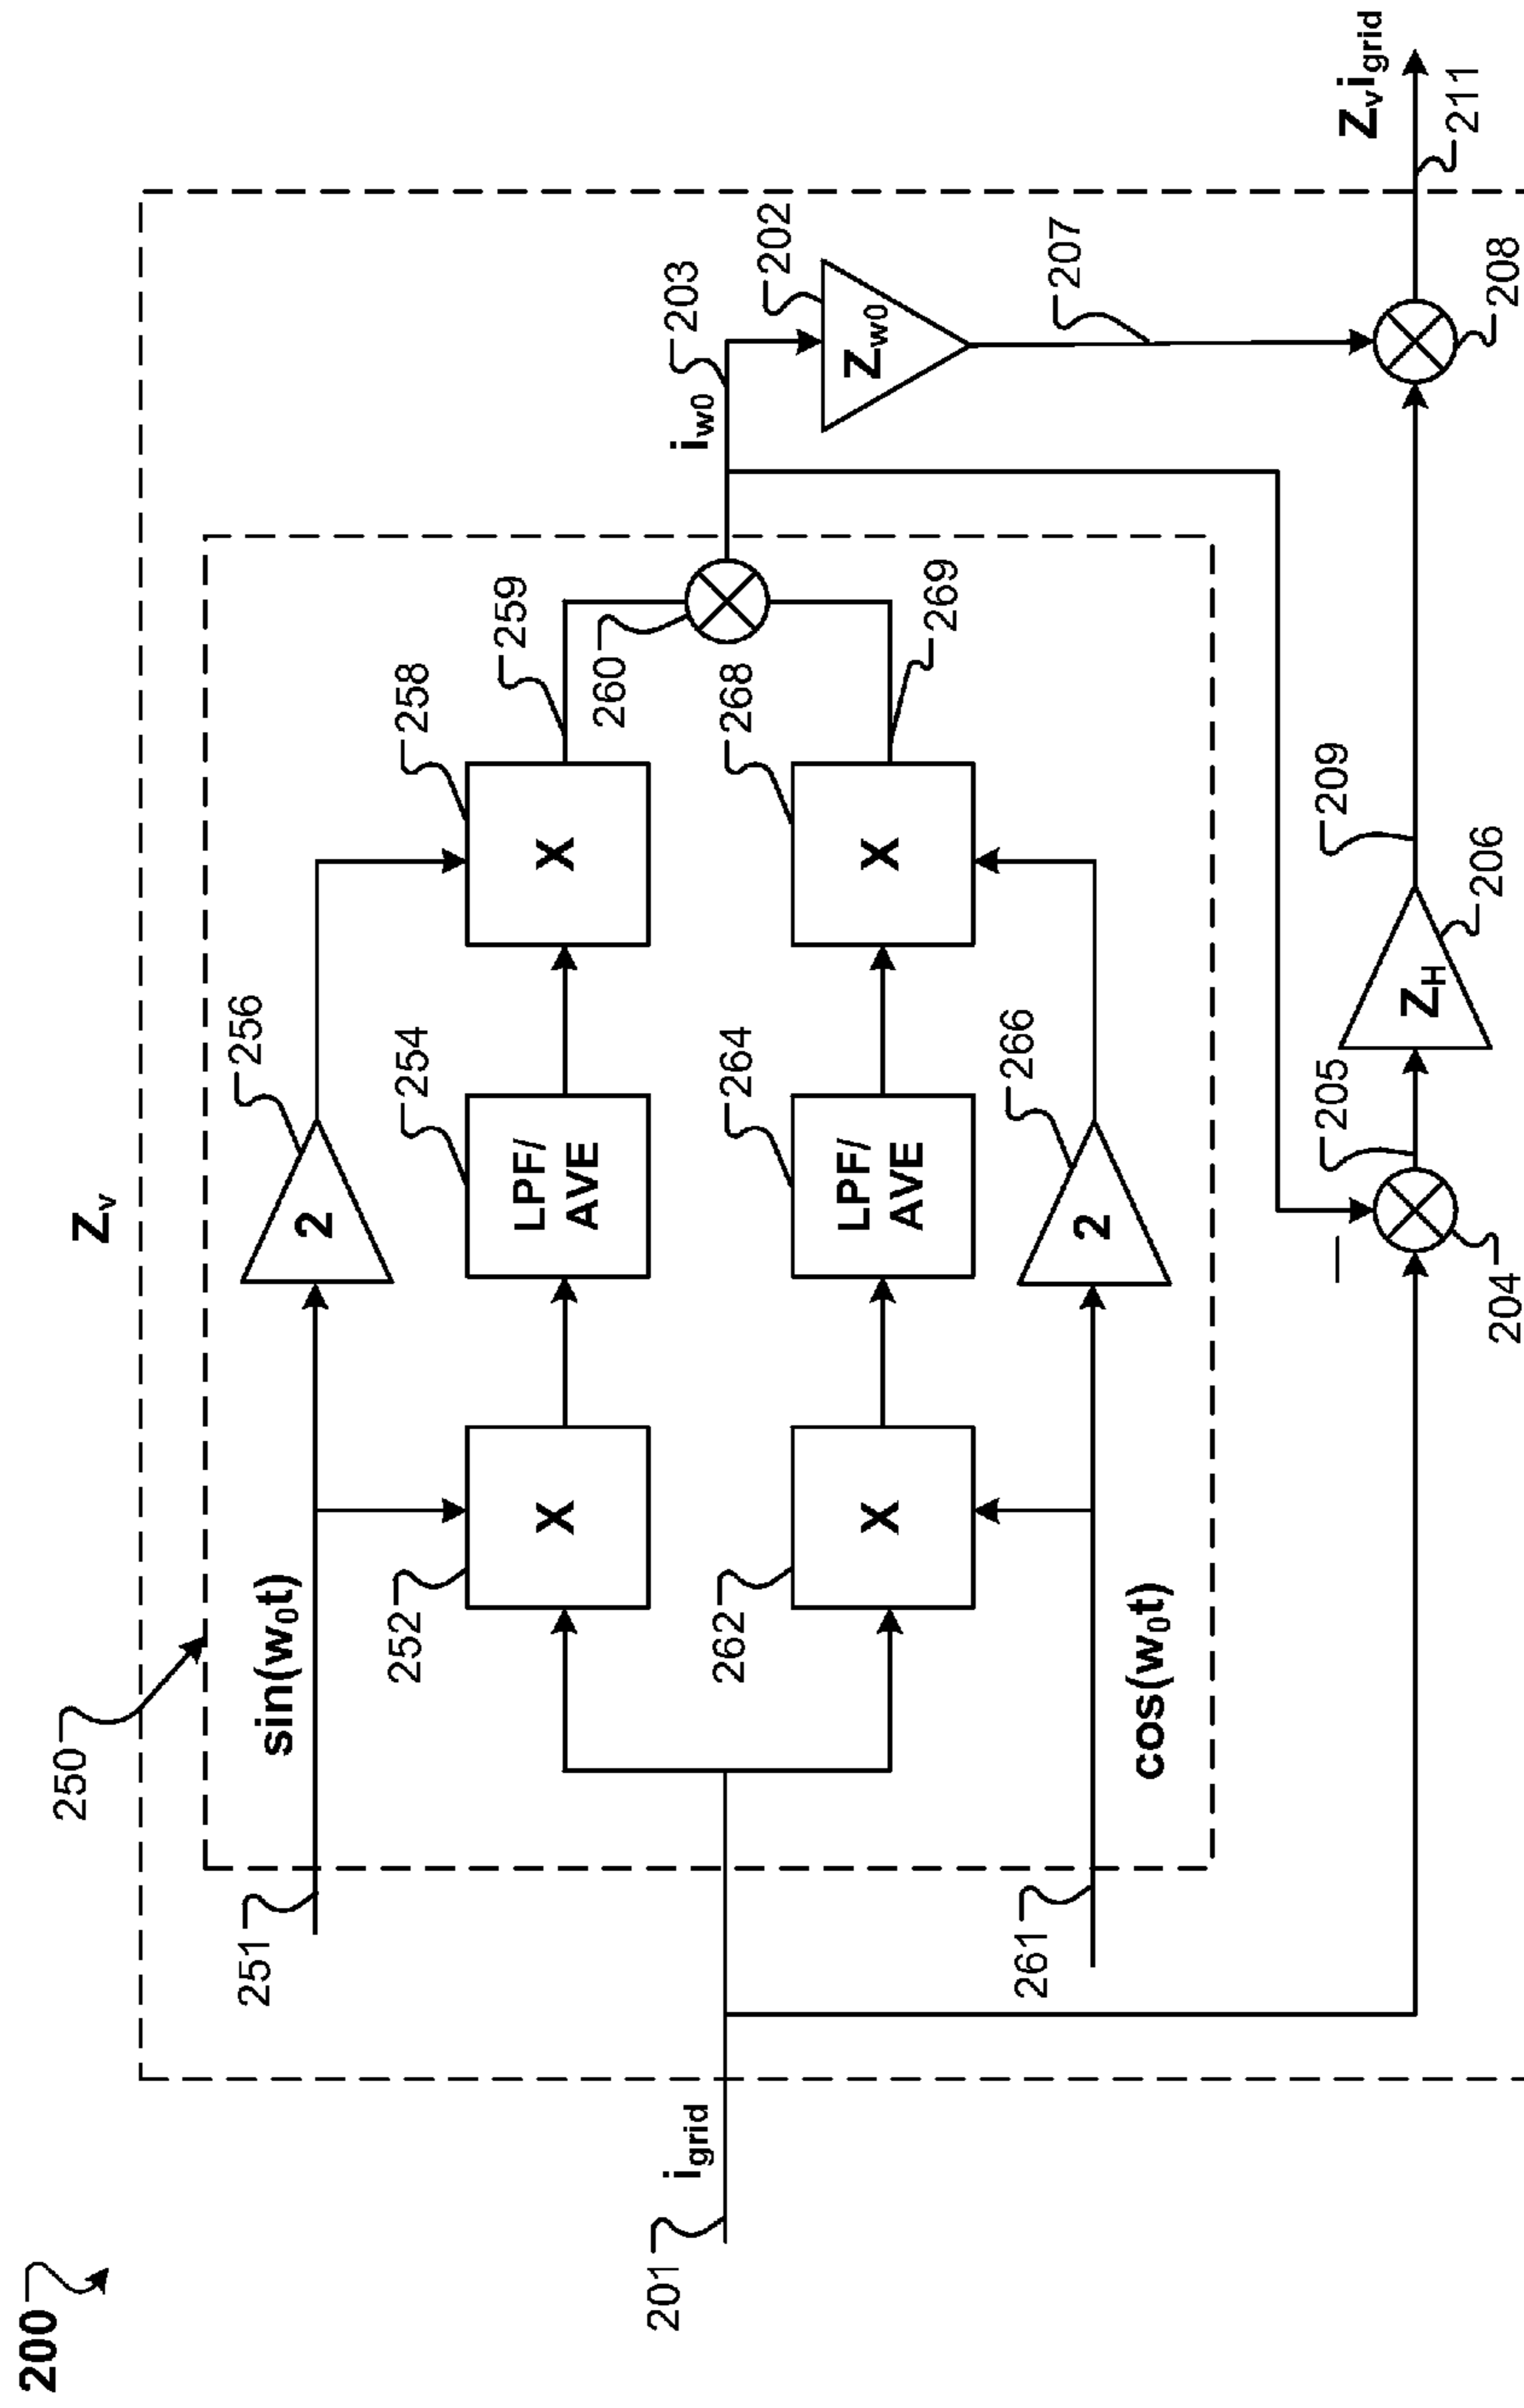 200
Z_v
250
sin(w₀t)
251
256
252
254
258
259
2
X
LPF/
AVE
X
260
i_grid
201
i_w0
203
202
Z_w0
207
262
264
268
269
X
LPF/
AVE
X
2
266
cos(w₀t)
261
204
—
205
Z_H
206
209
208
Z_v i_grid
211